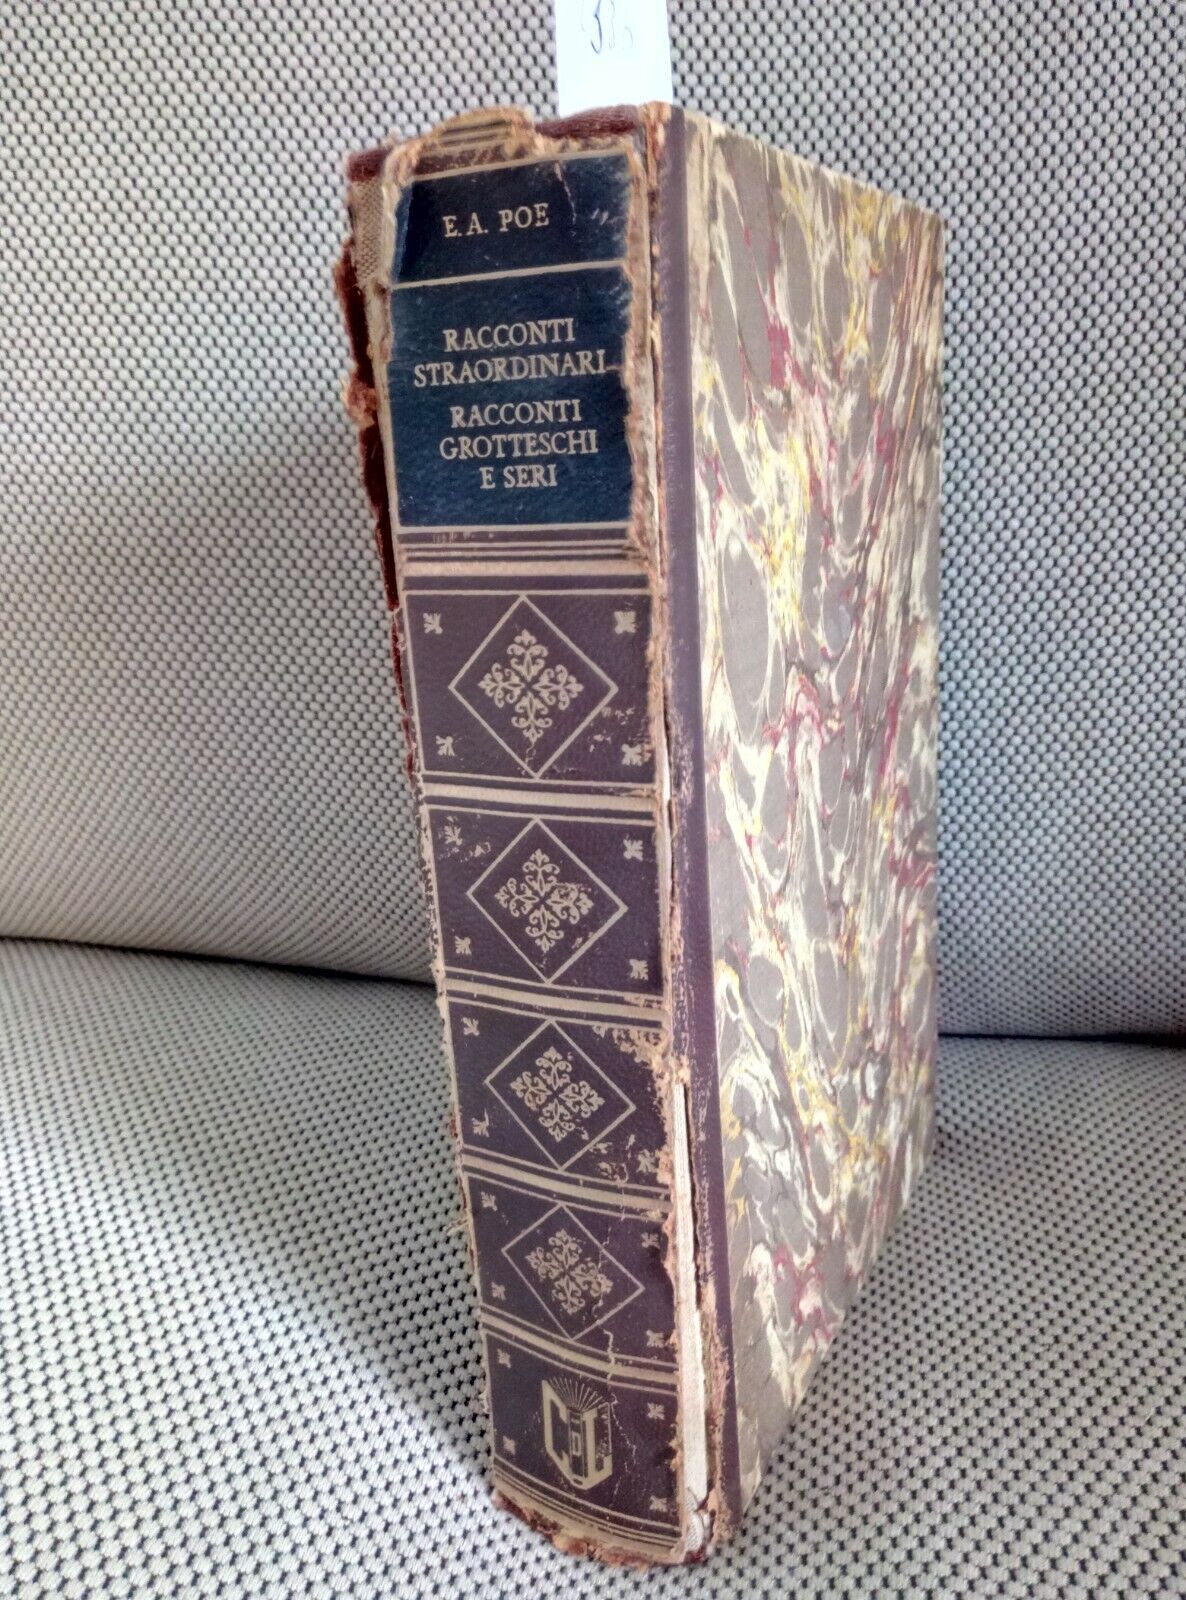 E. A. POE
RACCONTI
STRAORDINARI
RACCONTI
GROTTESCHI
E SERI